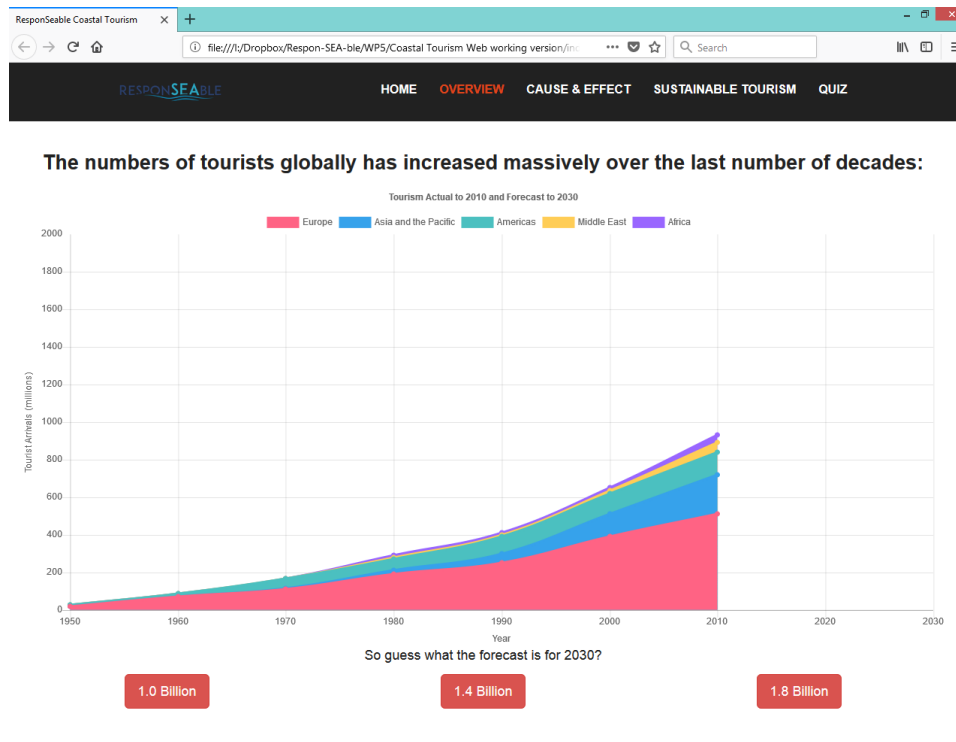 ResponSeable Coastal Tourism
file:///I:/Dropbox/Respon-SEA-ble/WP5/Coastal Tourism Web working version/in
Search
RESPONSEABLE
HOME OVERVIEW CAUSE & EFFECT SUSTAINABLE TOURISM QUIZ
The numbers of tourists globally has increased massively over the last number of decades:
Tourism Actual to 2010 and Forecast to 2030
Europe Asia and the Pacific Americas Middle East Africa
2000
1800
1600
1400
1200
1000
800
600
400
200
0
Tourist Arrivals (millions)
1950 1960 1970 1980 1990 2000 2010 2020 2030
Year
So guess what the forecast is for 2030?
1.0 Billion 1.4 Billion 1.8 Billion